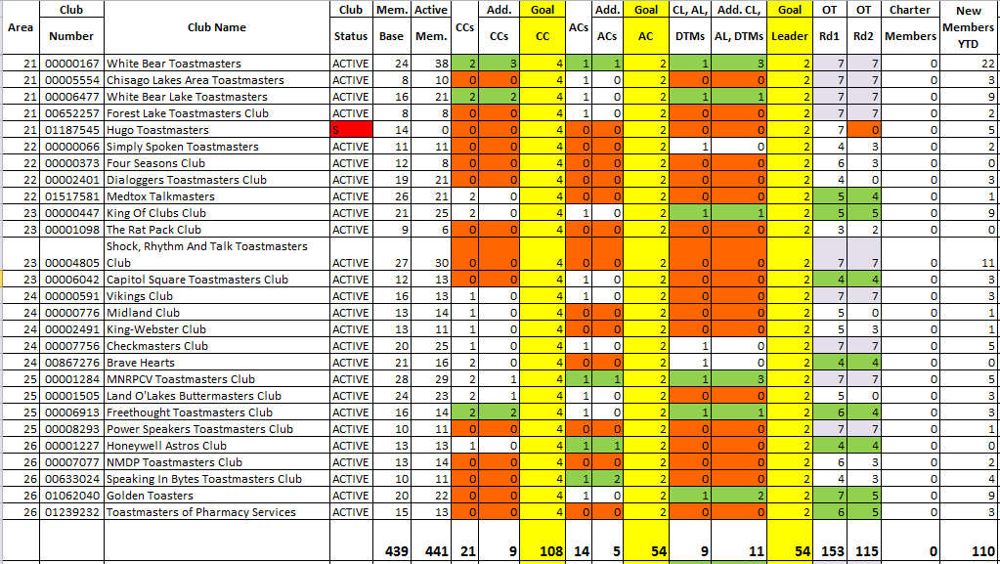 Area Club Number Club Name Club Status Mem. Base Active Mem. CCs Add. CCs Goal CC ACs Add. ACs Goal AC CL, AL, DTMs Add. CL, AL, DTMs Goal Leader OT Rd1 OT Rd2 Charter Members New Members YTD
21 00000167 White Bear Toastmasters ACTIVE 24 38 2 3 4 1 1 2 1 3 2 7 7 0 22
21 00005554 Chisago Lakes Area Toastmasters ACTIVE 8 10 0 0 4 1 0 2 0 0 2 7 7 0 3
21 00006477 White Bear Lake Toastmasters ACTIVE 16 21 2 2 4 1 0 2 1 1 2 7 7 0 9
21 00652257 Forest Lake Toastmasters Club ACTIVE 8 8 0 0 4 1 0 2 0 0 2 7 7 0 2
21 01187545 Hugo Toastmasters S 14 0 0 0 4 0 0 2 0 0 2 7 0 0 5
22 00000066 Simply Spoken Toastmasters ACTIVE 11 11 0 0 4 0 0 2 1 0 2 4 3 0 2
22 00000373 Four Seasons Club ACTIVE 12 8 0 0 4 0 0 2 0 0 2 6 3 0 0
22 00002401 Dialoggers Toastmasters Club ACTIVE 19 21 0 0 4 0 0 2 0 0 2 4 0 0 3
22 01517581 Medtox Talkmasters ACTIVE 26 21 2 0 4 0 0 2 0 0 2 5 4 0 1
23 00000447 King Of Clubs Club ACTIVE 21 25 2 0 4 1 0 2 1 1 2 5 5 0 9
23 00001098 The Rat Pack Club ACTIVE 9 6 0 0 4 0 0 2 0 0 2 3 2 0 0
Shock, Rhythm And Talk Toastmasters
23 00004805 Club ACTIVE 27 30 0 0 4 0 0 2 0 0 2 7 7 0 11
23 00006042 Capitol Square Toastmasters Club ACTIVE 12 13 0 0 4 1 0 2 0 0 2 4 4 0 3
24 00000591 Vikings Club ACTIVE 16 13 1 0 4 1 0 2 0 0 2 7 7 0 3
24 00000776 Midland Club ACTIVE 13 14 1 0 4 0 0 2 0 0 2 5 0 0 1
24 00002491 King-Webster Club ACTIVE 13 11 1 0 4 0 0 2 0 0 2 5 3 0 1
24 00007756 Checkmasters Club ACTIVE 20 25 1 0 4 1 0 2 1 0 2 7 7 0 5
24 00867276 Brave Hearts ACTIVE 21 16 2 0 4 0 0 2 1 0 2 4 4 0 0
25 00001284 MNRPCV Toastmasters Club ACTIVE 28 29 2 1 4 1 1 2 1 3 2 7 7 0 5
25 00001505 Land O'Lakes Buttermasters Club ACTIVE 24 23 2 1 4 1 0 2 0 0 2 5 0 0 3
25 00006913 Freethought Toastmasters Club ACTIVE 16 14 2 2 4 1 0 2 1 1 2 6 4 0 3
25 00008293 Power Speakers Toastmasters Club ACTIVE 10 11 0 0 4 0 0 2 0 0 2 7 7 0 1
26 00001227 Honeywell Astros Club ACTIVE 13 13 1 0 4 1 1 2 0 0 2 4 4 0 0
26 00007077 NMDP Toastmasters Club ACTIVE 13 14 0 0 4 0 0 2 0 0 2 6 3 0 2
26 00633024 Speaking In Bytes Toastmasters Club ACTIVE 10 11 0 0 4 1 2 2 0 0 2 4 3 0 4
26 01062040 Golden Toasters ACTIVE 20 22 0 0 4 1 0 2 1 2 2 7 5 0 9
26 01239232 Toastmasters of Pharmacy Services ACTIVE 15 13 0 0 4 0 0 2 0 0 2 6 5 0 3
439 441 21 9 108 14 5 54 9 11 54 153 115 0 110